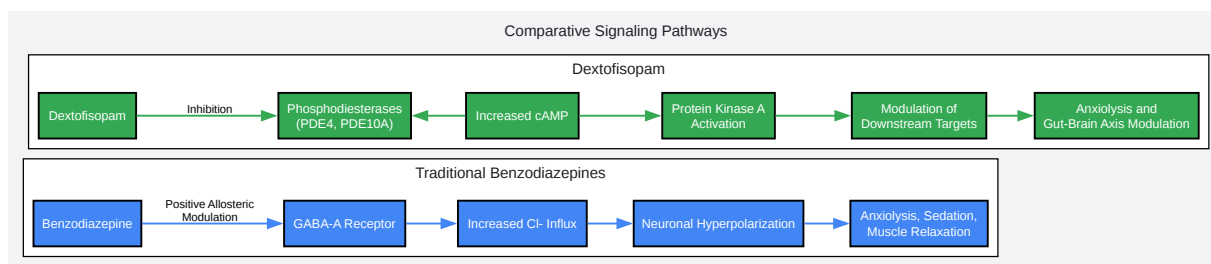 Comparative Signaling Pathways
Dextofisopam
Dextofisopam
Inhibition
Phosphodiesterases
(PDE4, PDE10A)
Increased cAMP
Protein Kinase A
Activation
Modulation of
Downstream Targets
Anxiolysis and
Gut-Brain Axis Modulation
Traditional Benzodiazepines
Benzodiazepine
Positive Allosteric
Modulation
GABA-A Receptor
Increased Cl- Influx
Neuronal Hyperpolarization
Anxiolysis, Sedation,
Muscle Relaxation